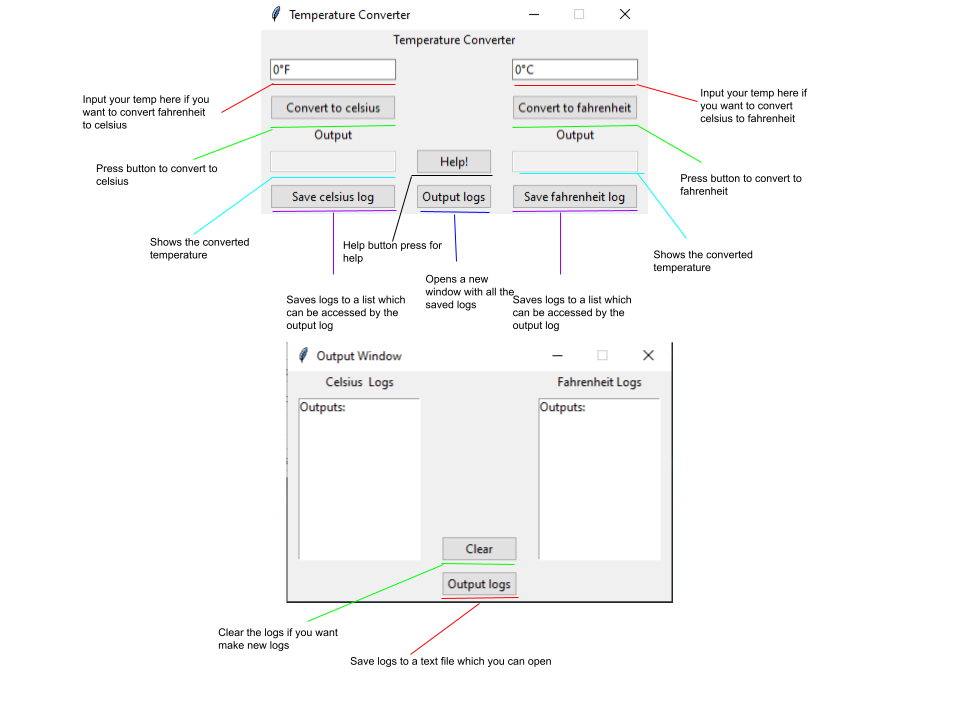 Temperature Converter
Temperature Converter
0°F
0°C
Input your temp here if you
want to convert fahrenheit
to celsius
Convert to celsius
Convert to fahrenheit
Input your temp here if
you want to convert
celsius to fahrenheit
Output
Output
Press button to convert to
celsius
Help!
Press button to convert to
fahrenheit
Save celsius log
Output logs
Save fahrenheit log
Shows the converted
temperature
Help button press for
help
Shows the converted
temperature
Saves logs to a list which
can be accessed by the
output log
Opens a new
window with all the
saved logs
Saves logs to a list which
can be accessed by the
output log
Output Window
Celsius  Logs
Fahrenheit Logs
Outputs:
Outputs:
Clear
Output logs
Clear the logs if you want
make new logs
Save logs to a text file which you can open